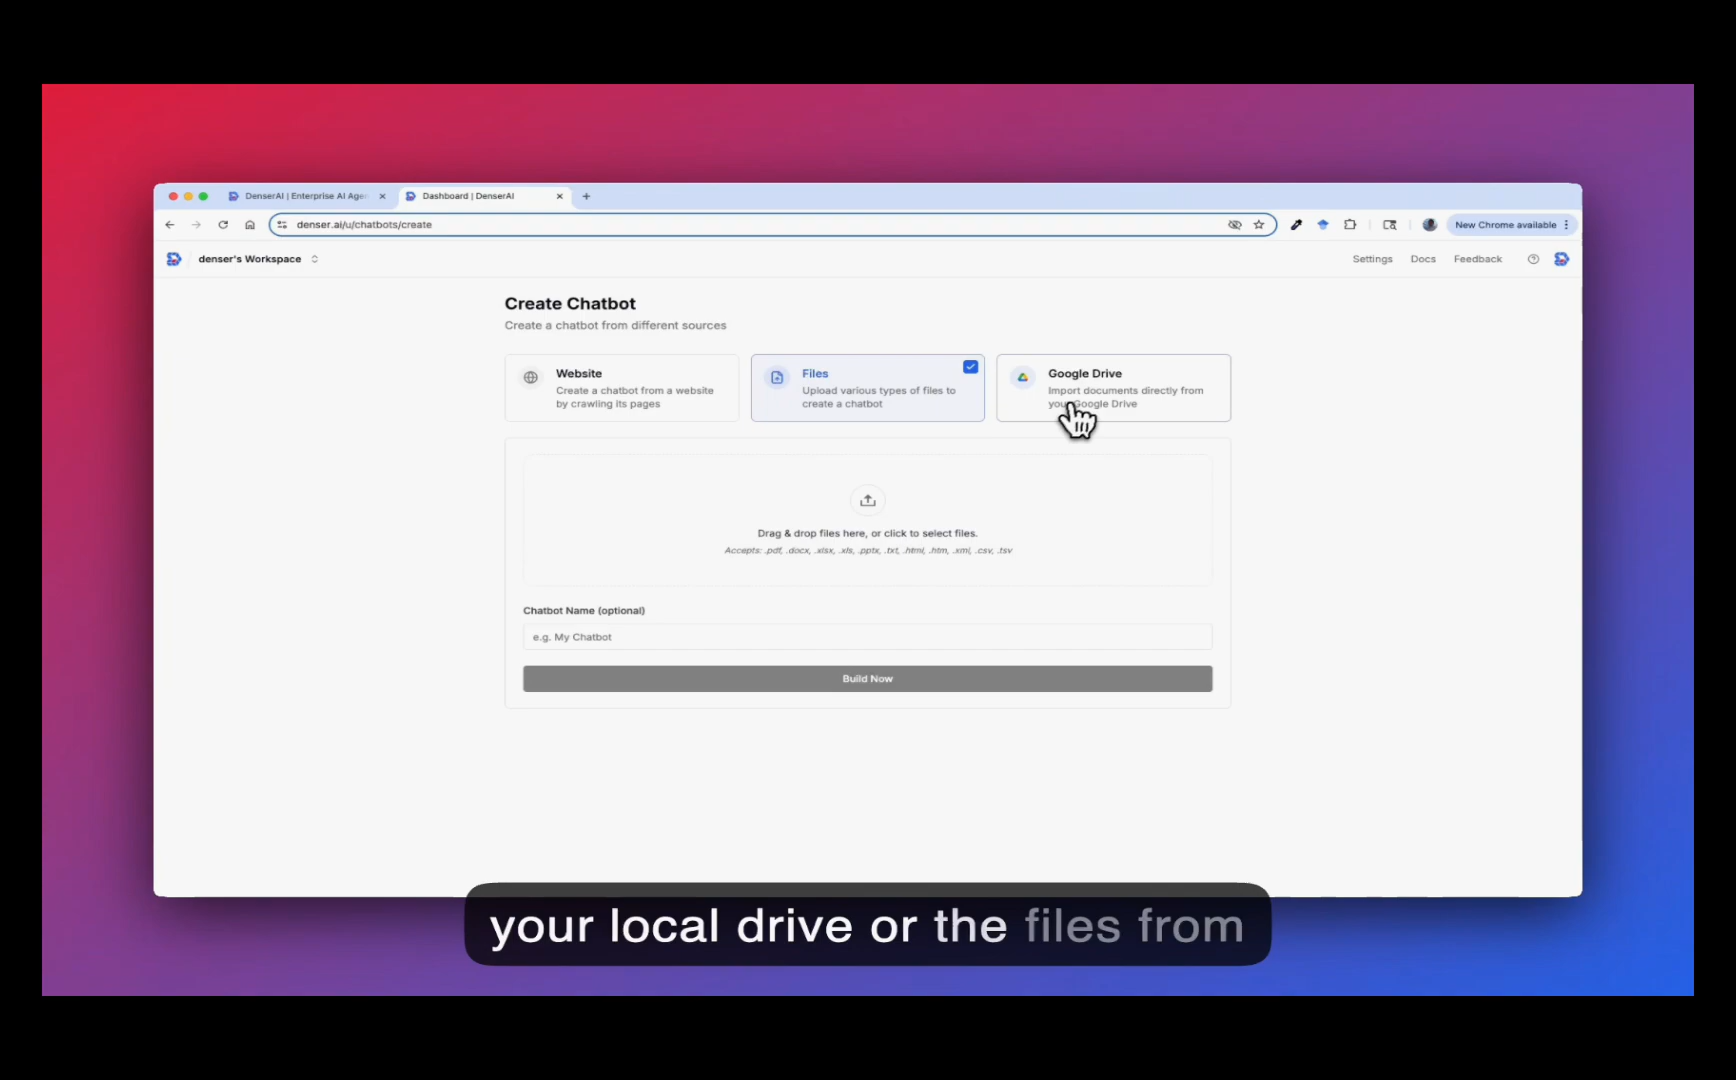 DenserAI | Enterprise AI Agen
Dashboard | DenserAI
denser.ai/u/chatbots/create
New Chrome available
denser's Workspace
Settings
Docs
Feedback
Create Chatbot
Create a chatbot from different sources
Website
Create a chatbot from a website
by crawling its pages
Files
Upload various types of files to
create a chatbot
Google Drive
Import documents directly from
your Google Drive
Drag & drop files here, or click to select files.
Accepts: .pdf, .docx, .xlsx, .xls, .pptx, .txt, .html, .htm, .xml, .csv, .tsv
Chatbot Name (optional)
e.g. My Chatbot
Build Now
your local drive or the files from